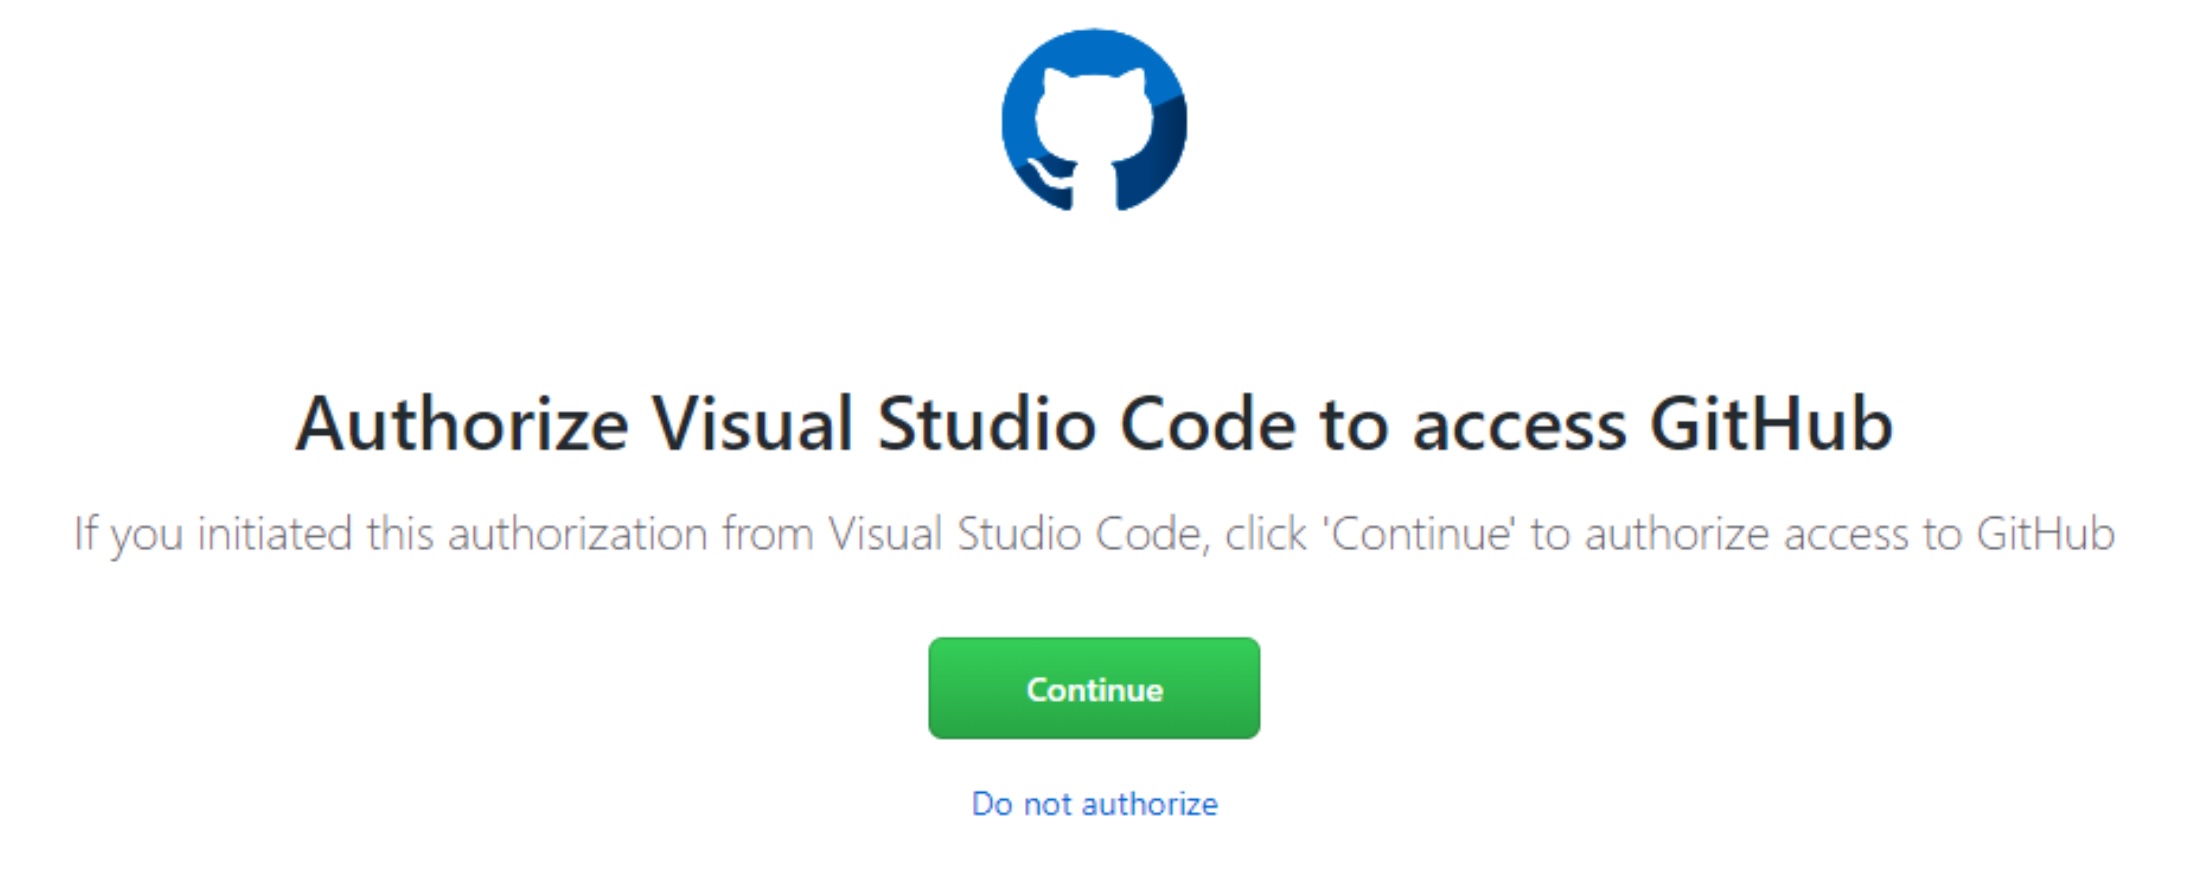 Authorize Visual Studio Code to access GitHub
If you initiated this authorization from Visual Studio Code, click 'Continue' to authorize access to GitHub
Continue
Do not authorize